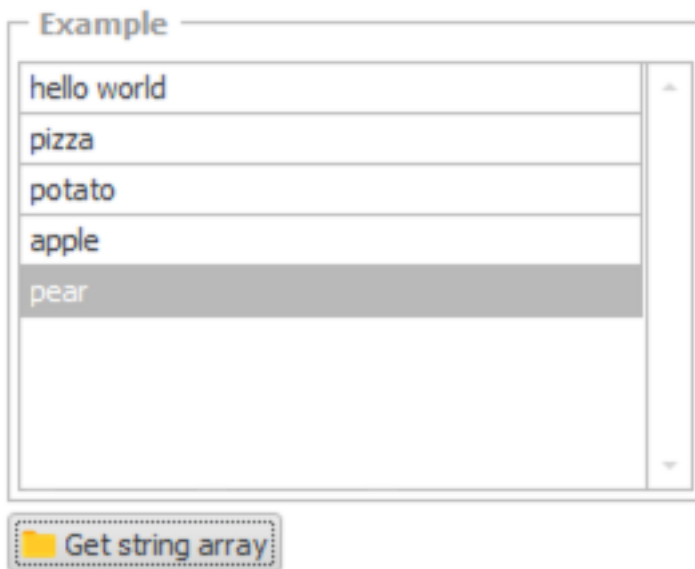 Example
hello world
pizza
potato
apple
pear
Get string array